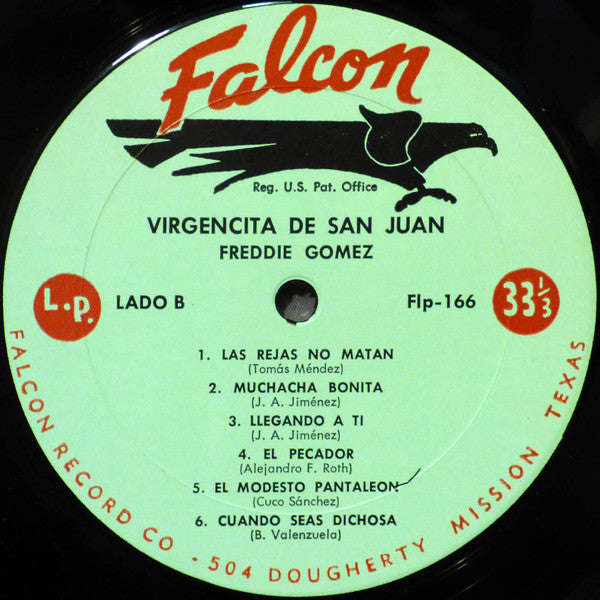 Falcon
Reg. U.S. Pat. Office
VIRGENCITA DE SAN JUAN
FREDDIE GOMEZ
L.p.
LADO B
Flp-166
33 1/3
1. LAS REJAS NO MATAN
(Tomás Méndez)
2. MUCHACHA BONITA
(J. A. Jiménez)
3. LLEGANDO A TI
(J. A. Jiménez)
4. EL PECADOR
(Alejandro F. Roth)
5. EL MODESTO PANTALEON
(Cuco Sánchez)
6. CUANDO SEAS DICHOSA
(B. Valenzuela)
FALCON RECORD CO - 504 DOUGHERTY MISSION TEXAS